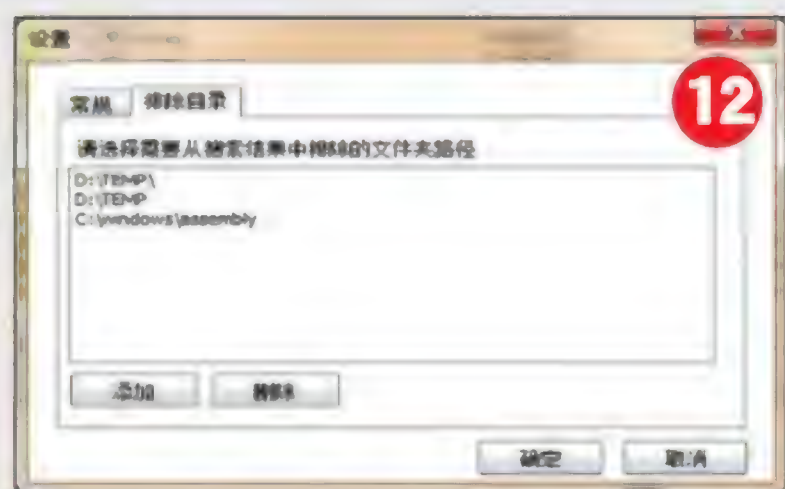 设置
12
常规 排除目录
请选择需要从搜索结果中排除的文件夹路径
D:\TEMP\
D:\TEMP
C:\windows\assembly
添加
确定 取消